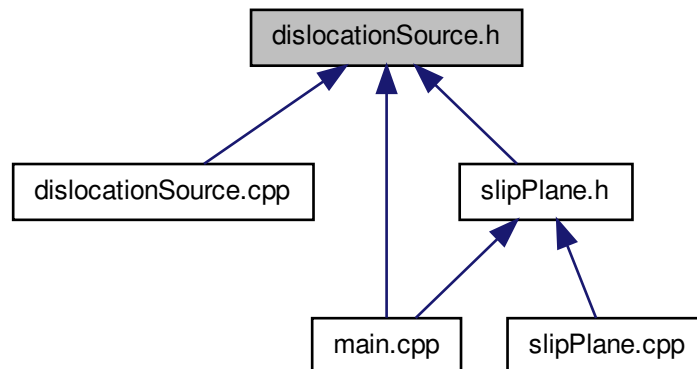 dislocationSource.h
dislocationSource.cpp
slipPlane.h
main.cpp
slipPlane.cpp